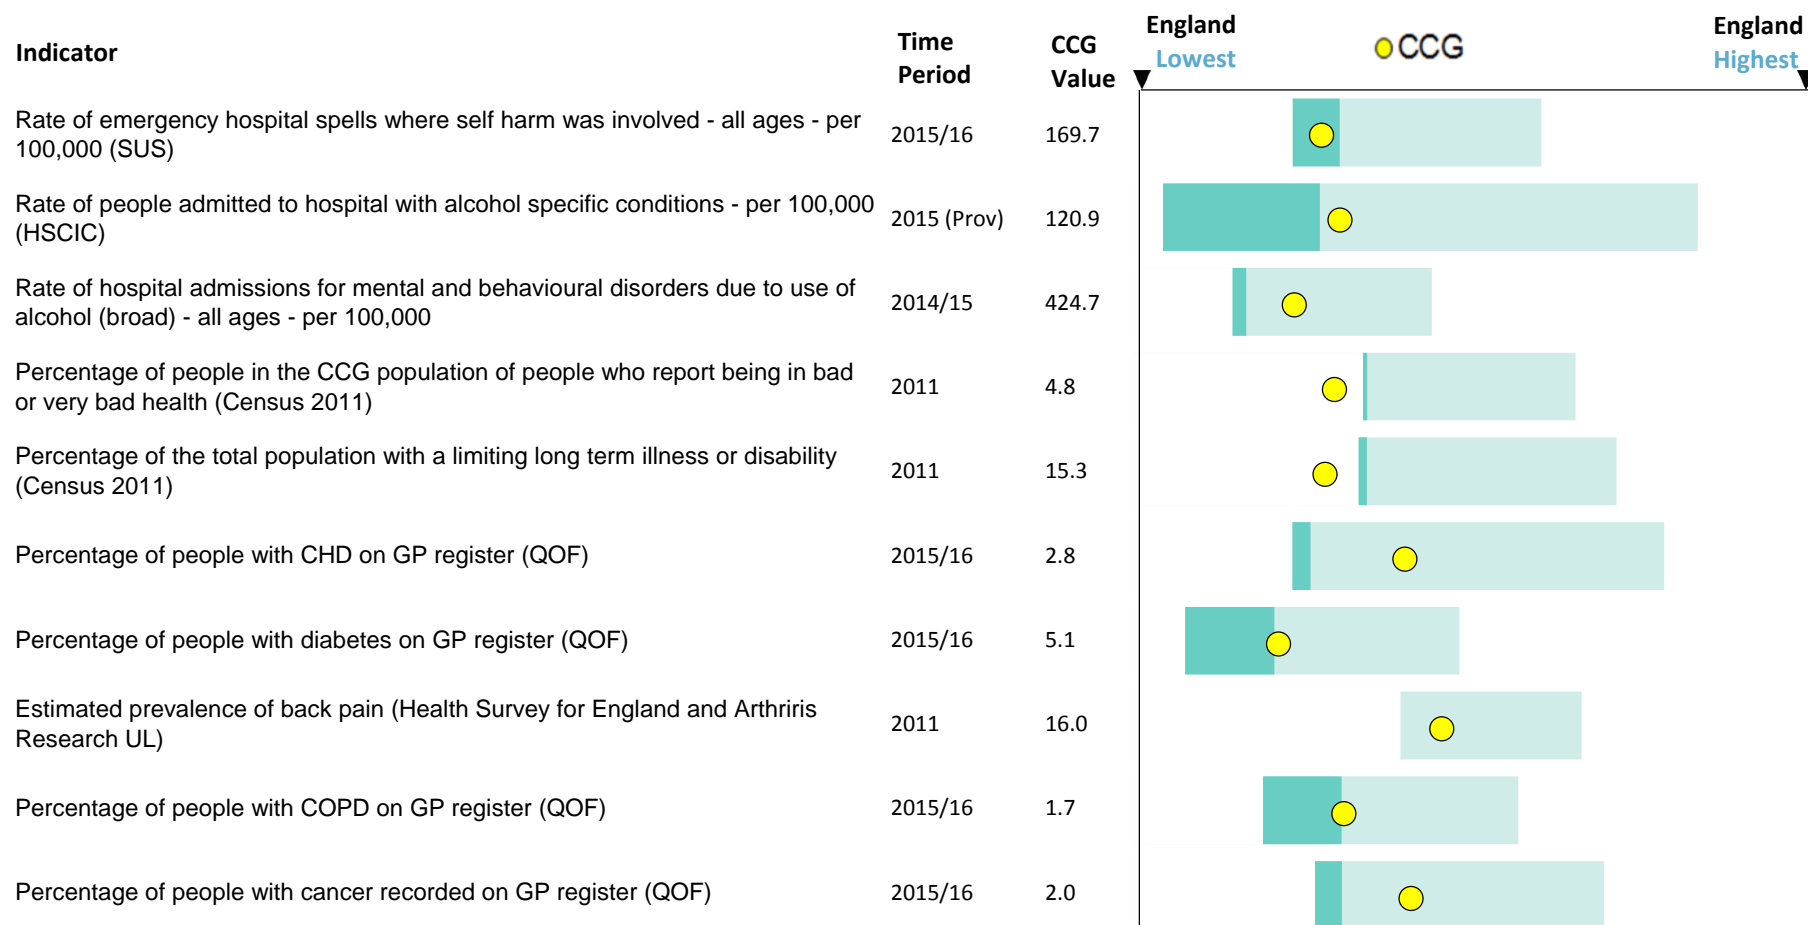 Indicator
Time
Period
CCG
Value
England
Lowest
CCG
England
Highest
Rate of emergency hospital spells where self harm was involved - all ages - per
100,000 (SUS)
2015/16
169.7
Rate of people admitted to hospital with alcohol specific conditions - per 100,000
(HSCIC)
2015 (Prov)
120.9
Rate of hospital admissions for mental and behavioural disorders due to use of
alcohol (broad) - all ages - per 100,000
2014/15
424.7
Percentage of people in the CCG population of people who report being in bad
or very bad health (Census 2011)
2011
4.8
Percentage of the total population with a limiting long term illness or disability
(Census 2011)
2011
15.3
Percentage of people with CHD on GP register (QOF)
2015/16
2.8
Percentage of people with diabetes on GP register (QOF)
2015/16
5.1
Estimated prevalence of back pain (Health Survey for England and Arthriris
Research UL)
2011
16.0
Percentage of people with COPD on GP register (QOF)
2015/16
1.7
Percentage of people with cancer recorded on GP register (QOF)
2015/16
2.0